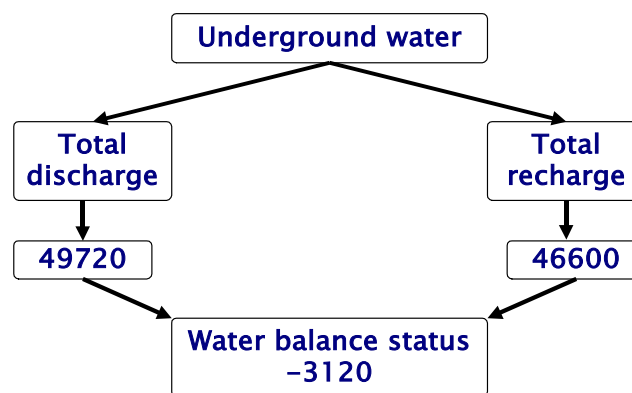 Underground water
Total
discharge
Total
recharge
49720
46600
Water balance status
-3120